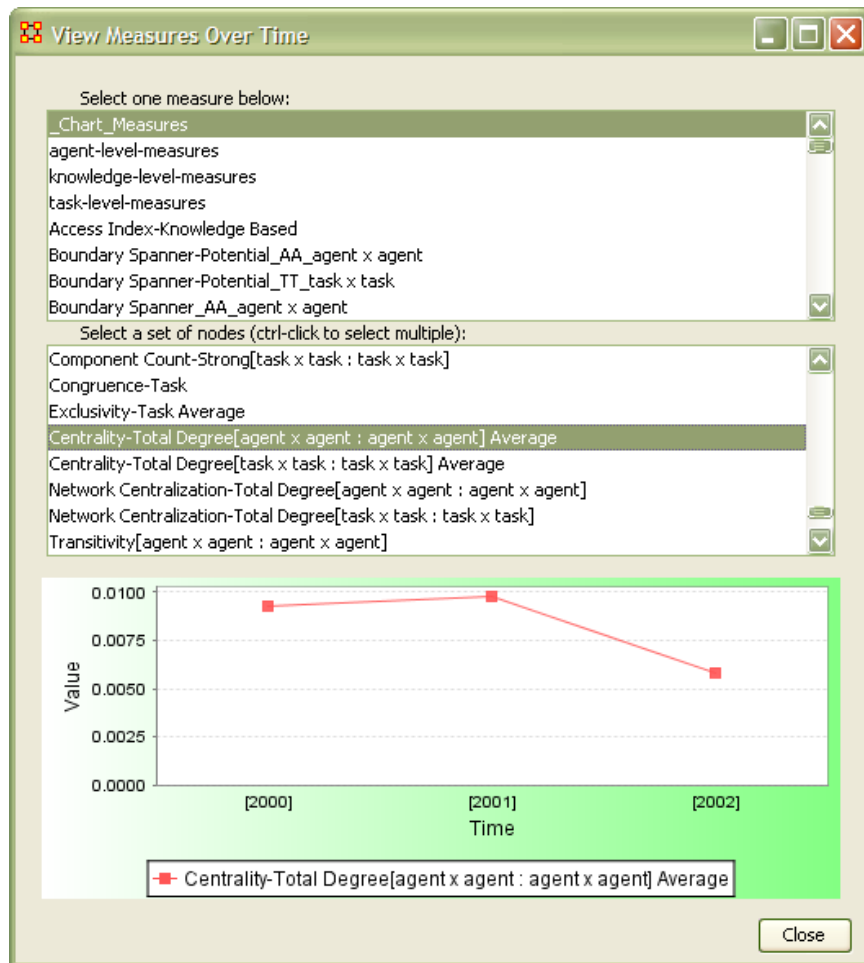 View Measures Over Time
Select one measure below:
_Chart_Measures
agent-level-measures
knowledge-level-measures
task-level-measures
Access Index-Knowledge Based
Boundary Spanner-Potential_AA_agent x agent
Boundary Spanner-Potential_TT_task x task
Boundary Spanner_AA_agent x agent
Select a set of nodes (ctrl-click to select multiple):
Component Count-Strong[task x task : task x task]
Congruence-Task
Exclusivity-Task Average
Centrality-Total Degree[agent x agent : agent x agent] Average
Centrality-Total Degree[task x task : task x task] Average
Network Centralization-Total Degree[agent x agent : agent x agent]
Network Centralization-Total Degree[task x task : task x task]
Transitivity[agent x agent : agent x agent]
0.0100
0.0075
0.0050
0.0025
0.0000
Value
[2000] [2001] [2002]
Time
Centrality-Total Degree[agent x agent : agent x agent] Average
Close